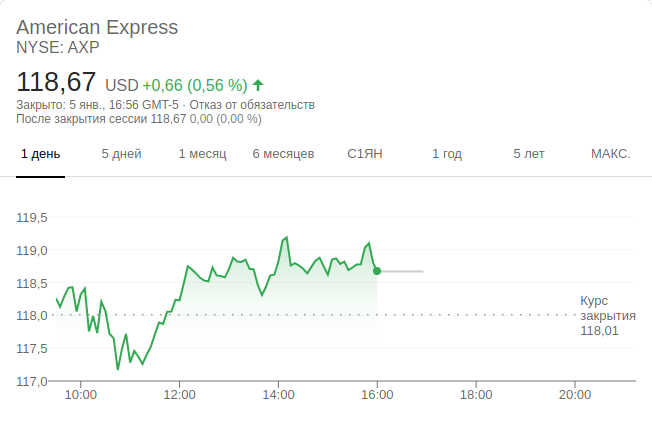 American Express
NYSE: AXP
118,67 USD +0,66 (0,56 %)
Закрыто: 5 янв., 16:56 GMT-5 · Отказ от обязательств
После закрытия сессии 118,67 0,00 (0,00 %)
1 день 5 дней 1 месяц 6 месяцев С1ЯН 1 год 5 лет МАКС.
119,5
119,0
118,5
118,0
117,5
117,0
Курс
закрытия
118,01
10:00 12:00 14:00 16:00 18:00 20:00